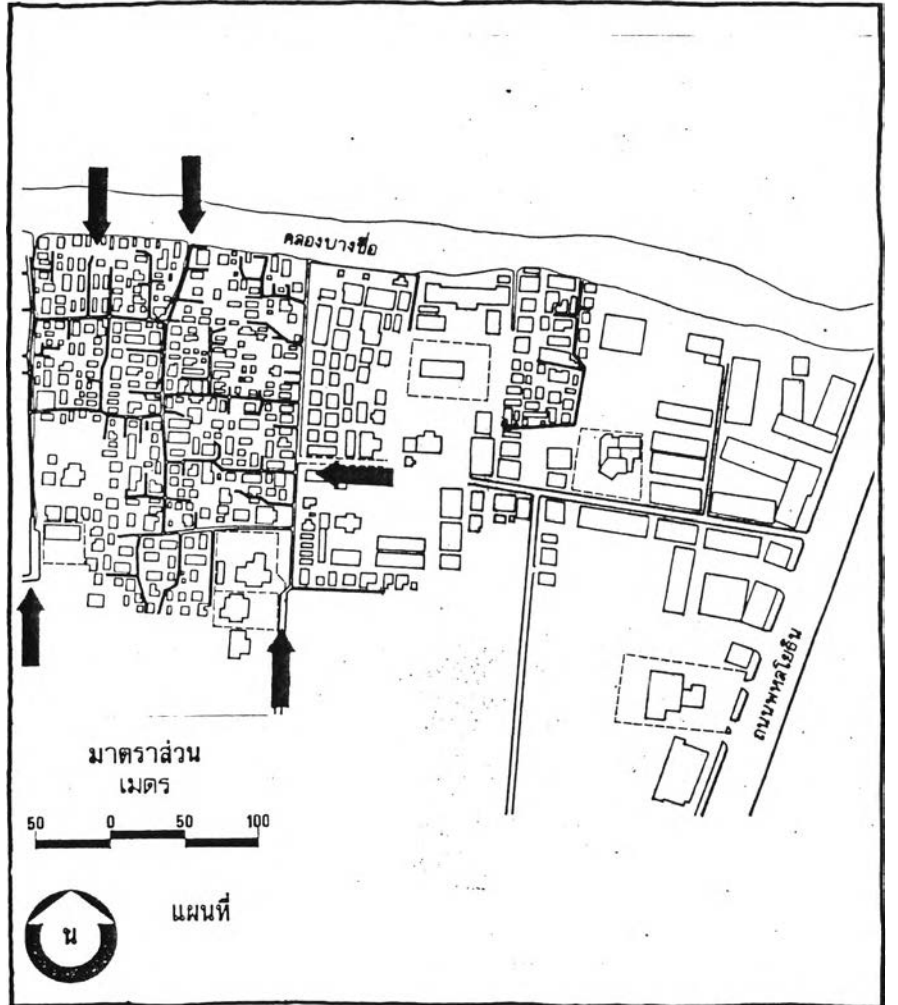 คลองบางซื่อ
ถนนพหลโยธิน
มาตราส่วน
เมตร
50 0 50 100
แผนที่
น